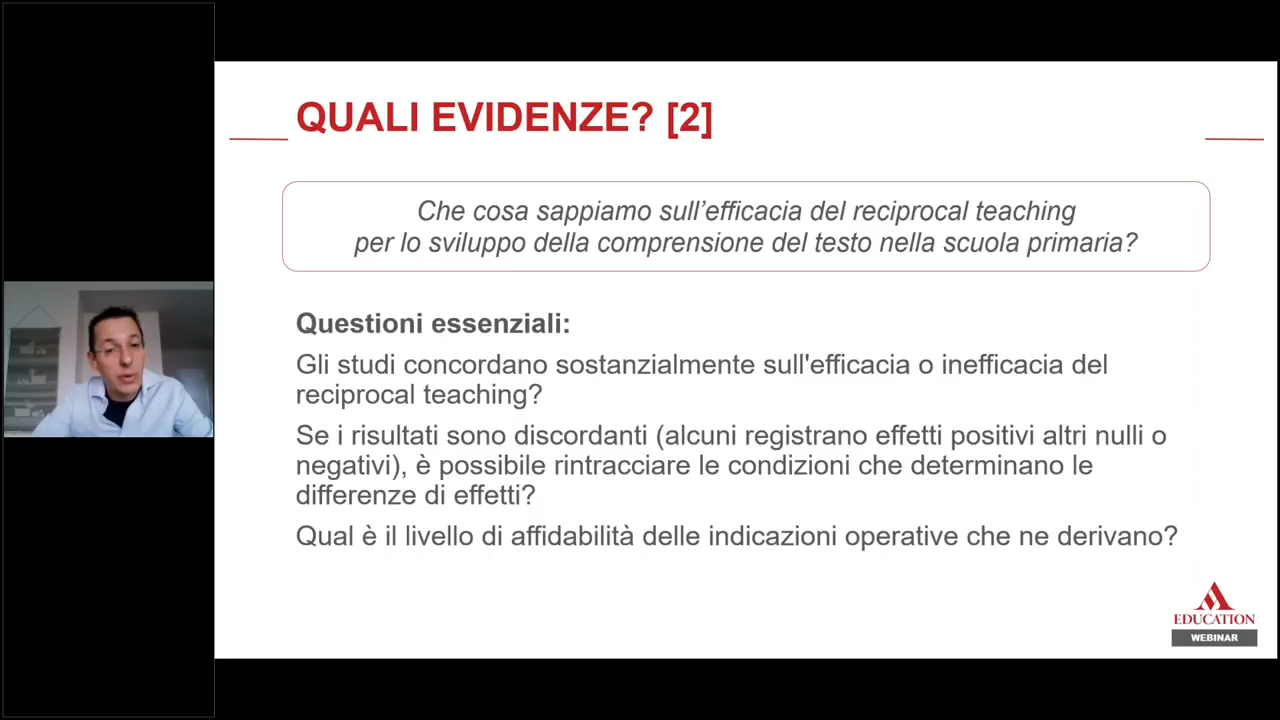 QUALI EVIDENZE? [2]
Che cosa sappiamo sull’efficacia del reciprocal teaching
per lo sviluppo della comprensione del testo nella scuola primaria?
Questioni essenziali:
Gli studi concordano sostanzialmente sull'efficacia o inefficacia del
reciprocal teaching?
Se i risultati sono discordanti (alcuni registrano effetti positivi altri nulli o
negativi), è possibile rintracciare le condizioni che determinano le
differenze di effetti?
Qual è il livello di affidabilità delle indicazioni operative che ne derivano?
EDUCATION
WEBINAR